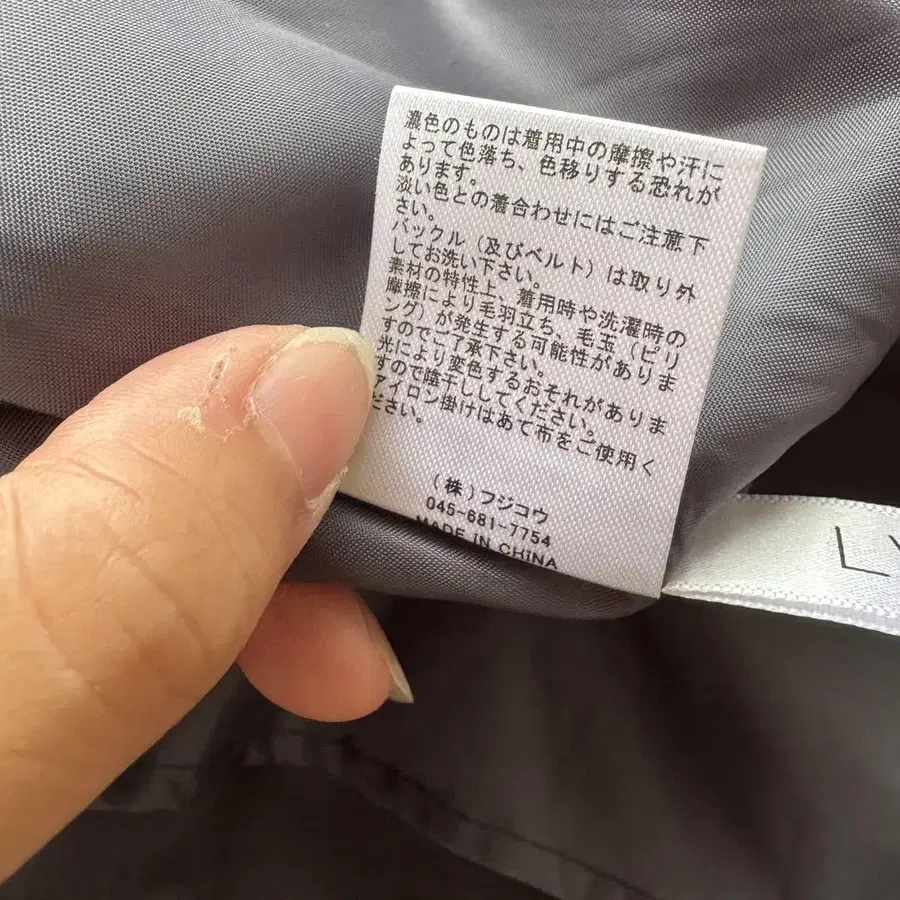 濃色のものは着用中の摩擦や汗に
よって色落ち、色移りする恐れが
あります。
淡い色との着合わせにはご注意下
さい。
バックル（及びベルト）は取り外
してお洗い下さい。
素材の特性上、着用時や洗濯時の
摩擦により毛羽立ち、毛玉（ピリ
ング）が発生する可能性がありま
すのでご了承下さい。
光により変色するおそれがありま
すので陰干ししてください。
アイロン掛けはあて布をご使用く
ださい。
(株)フジコウ
045-681-7754
MADE IN CHINA
L